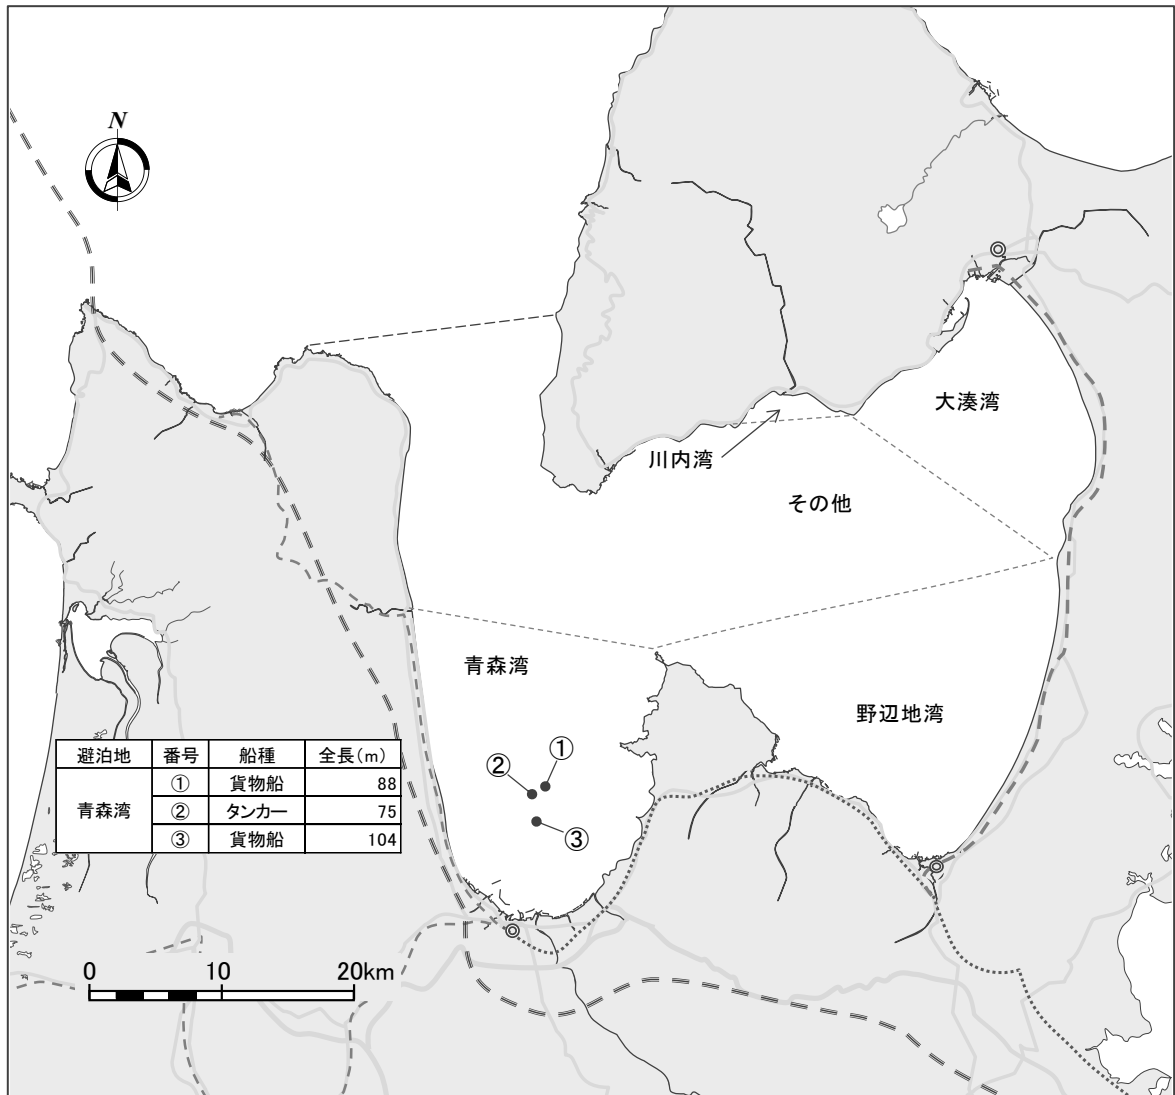 N
大湊湾
川内湾
その他
青森湾
野辺地湾
①
②
③
避泊地 番号 船種 全長(m)
青森湾 ① 貨物船 88
② タンカー 75
③ 貨物船 104
0 10 20km